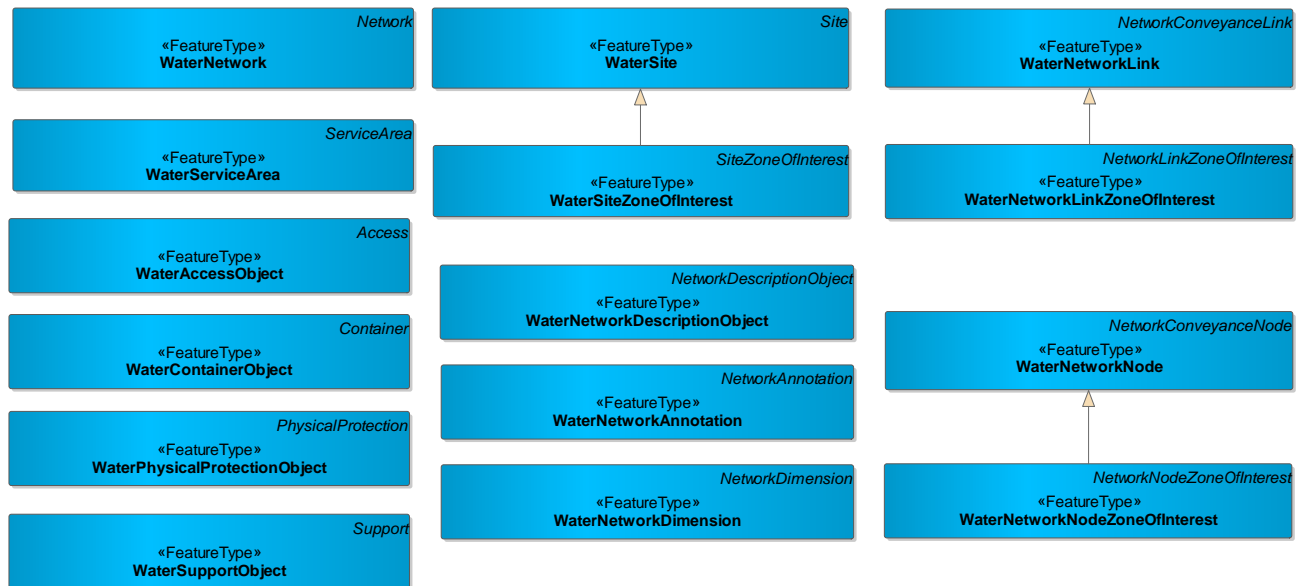 Network
«FeatureType»
WaterNetwork
ServiceArea
«FeatureType»
WaterServiceArea
Access
«FeatureType»
WaterAccessObject
Container
«FeatureType»
WaterContainerObject
PhysicalProtection
«FeatureType»
WaterPhysicalProtectionObject
Support
«FeatureType»
WaterSupportObject
Site
«FeatureType»
WaterSite
SiteZoneOfInterest
«FeatureType»
WaterSiteZoneOfInterest
NetworkDescriptionObject
«FeatureType»
WaterNetworkDescriptionObject
NetworkAnnotation
«FeatureType»
WaterNetworkAnnotation
NetworkDimension
«FeatureType»
WaterNetworkDimension
NetworkConveyanceLink
«FeatureType»
WaterNetworkLink
NetworkLinkZoneOfInterest
«FeatureType»
WaterNetworkLinkZoneOfInterest
NetworkConveyanceNode
«FeatureType»
WaterNetworkNode
NetworkNodeZoneOfInterest
«FeatureType»
WaterNetworkNodeZoneOfInterest